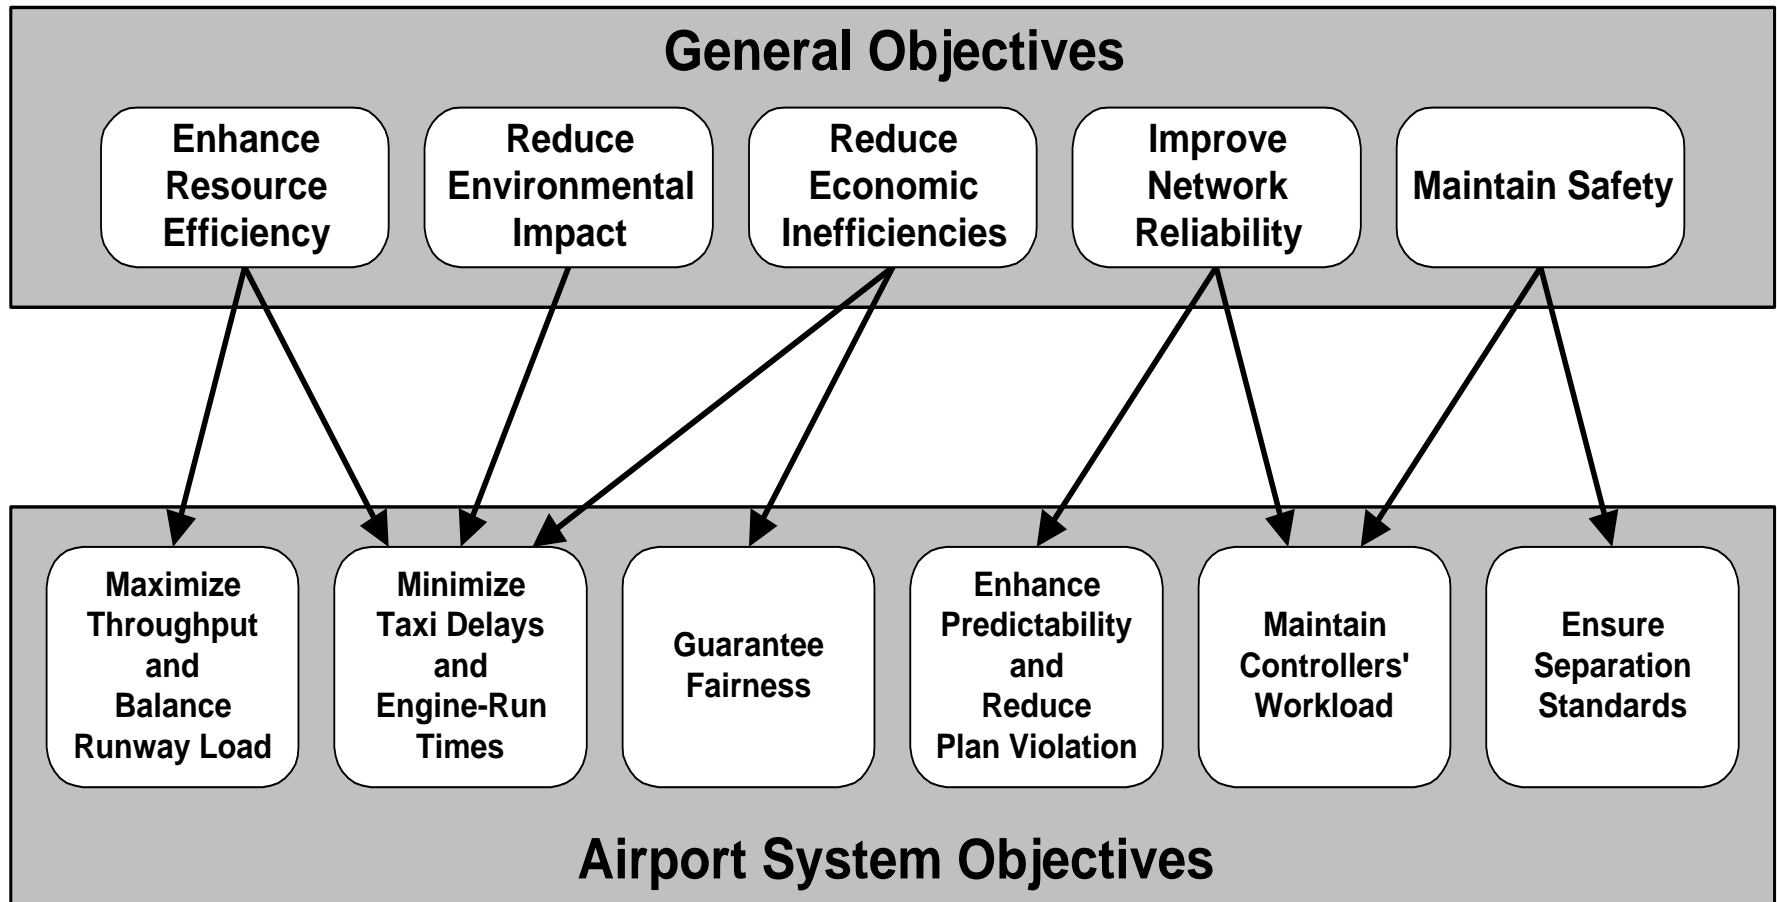 General Objectives
Enhance
Resource
Efficiency
Reduce
Environmental
Impact
Reduce
Economic
Inefficiencies
Improve
Network
Reliability
Maintain Safety
Maximize
Throughput
and
Balance
Runway Load
Minimize
Taxi Delays
and
Engine-Run
Times
Guarantee
Fairness
Enhance
Predictability
and
Reduce
Plan Violation
Maintain
Controllers'
Workload
Ensure
Separation
Standards
Airport System Objectives